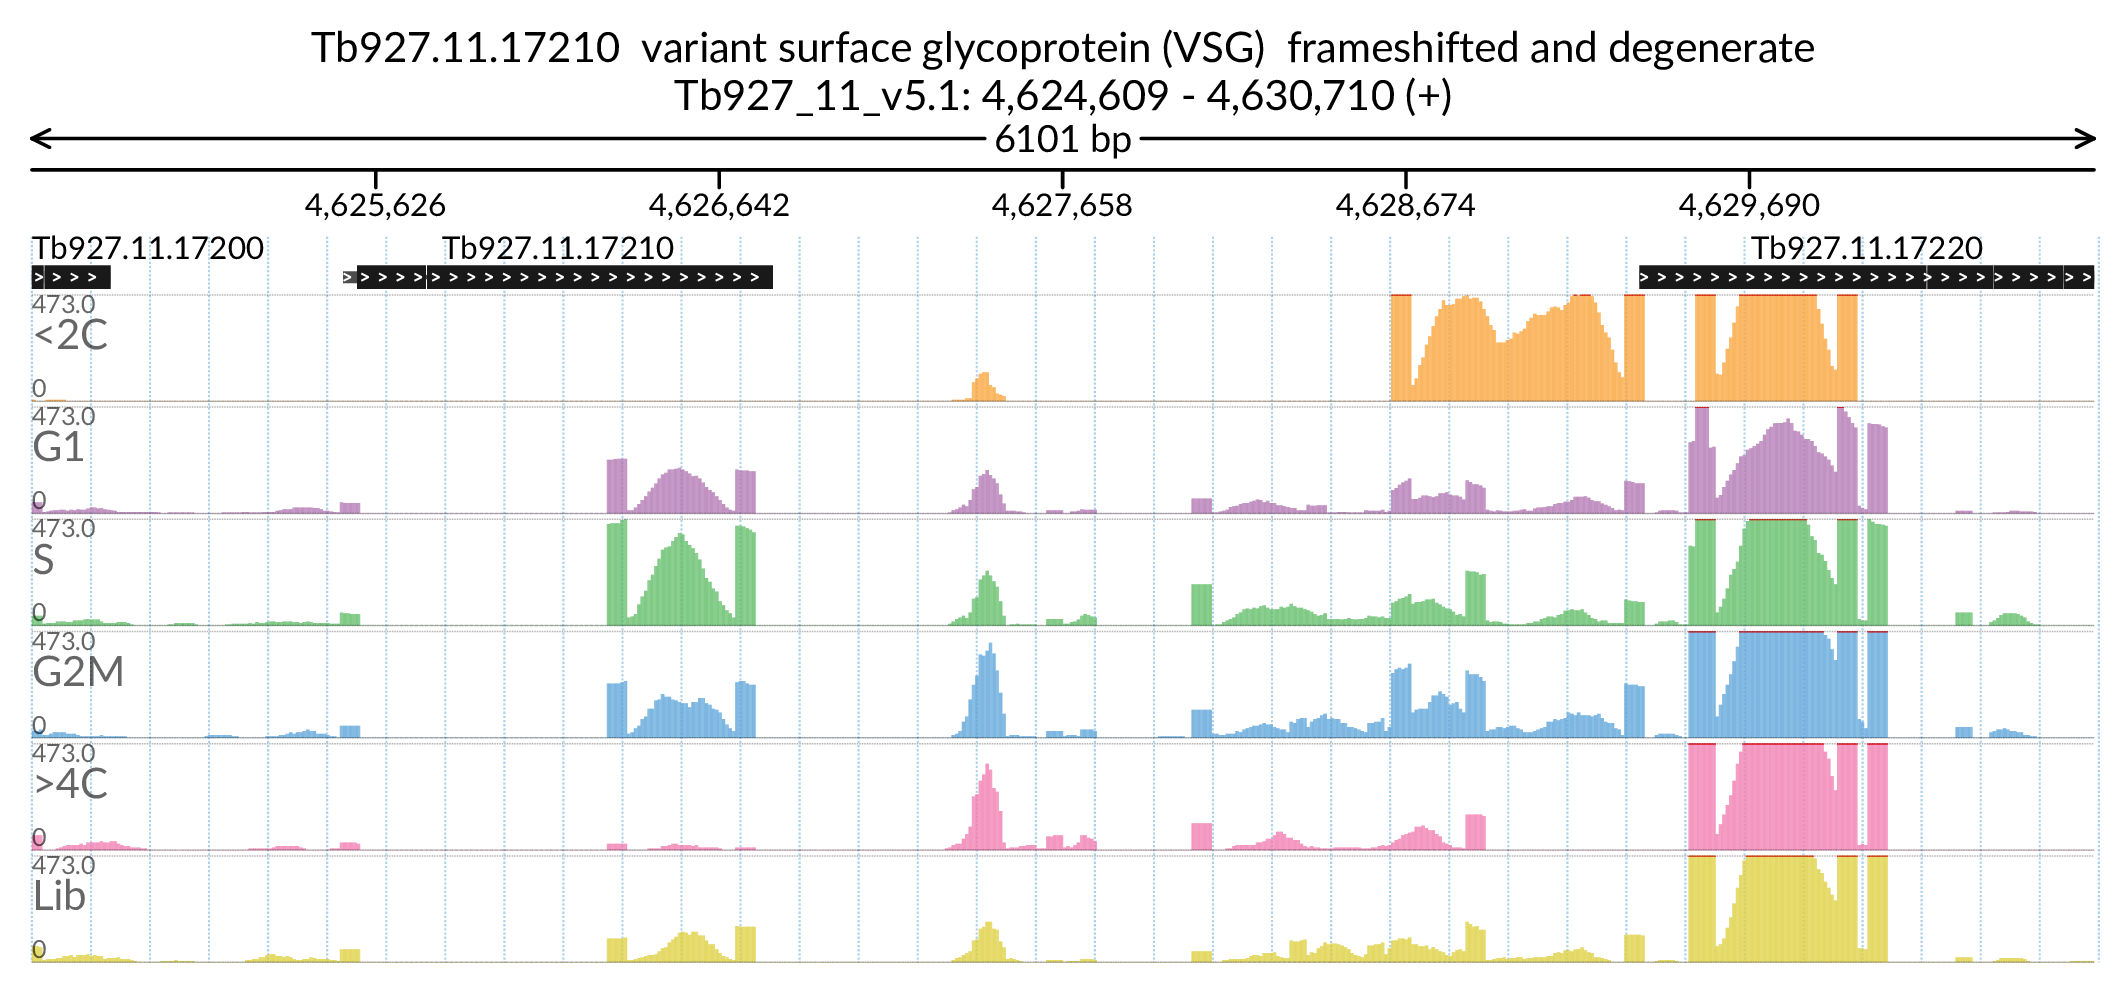 Tb927.11.17210  variant surface glycoprotein (VSG)  frameshifted and degenerate
Tb927_11_v5.1: 4,624,609 - 4,630,710 (+)
6101 bp
4,625,626 4,626,642 4,627,658 4,628,674 4,629,690
Tb927.11.17200 Tb927.11.17210 Tb927.11.17220
473.0
<2C
0
473.0
G1
0
473.0
S
0
473.0
G2M
0
473.0
>4C
0
473.0
Lib
0